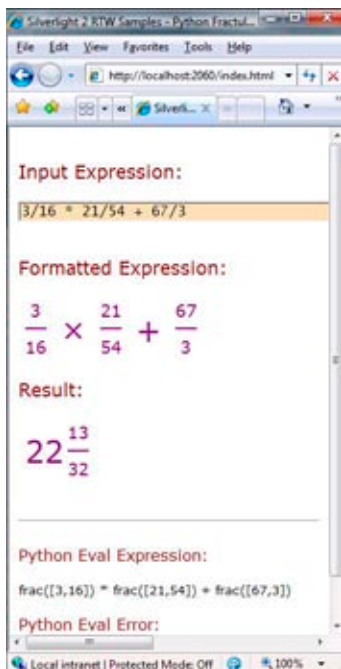 Silverlight 2 RTW Samples - Python Fractul...
File Edit View Favorites Tools Help
http://localhost:2060/index.html
Silverl...
Input Expression:
3/16 * 21/54 + 67/3
Formatted Expression:
3/16 × 21/54 + 67/3
Result:
22 13/32
Python Eval Expression:
frac([3,16]) * frac([21,54]) + frac([67,3])
Python Eval Error:
Local intranet | Protected Mode: Off 100%